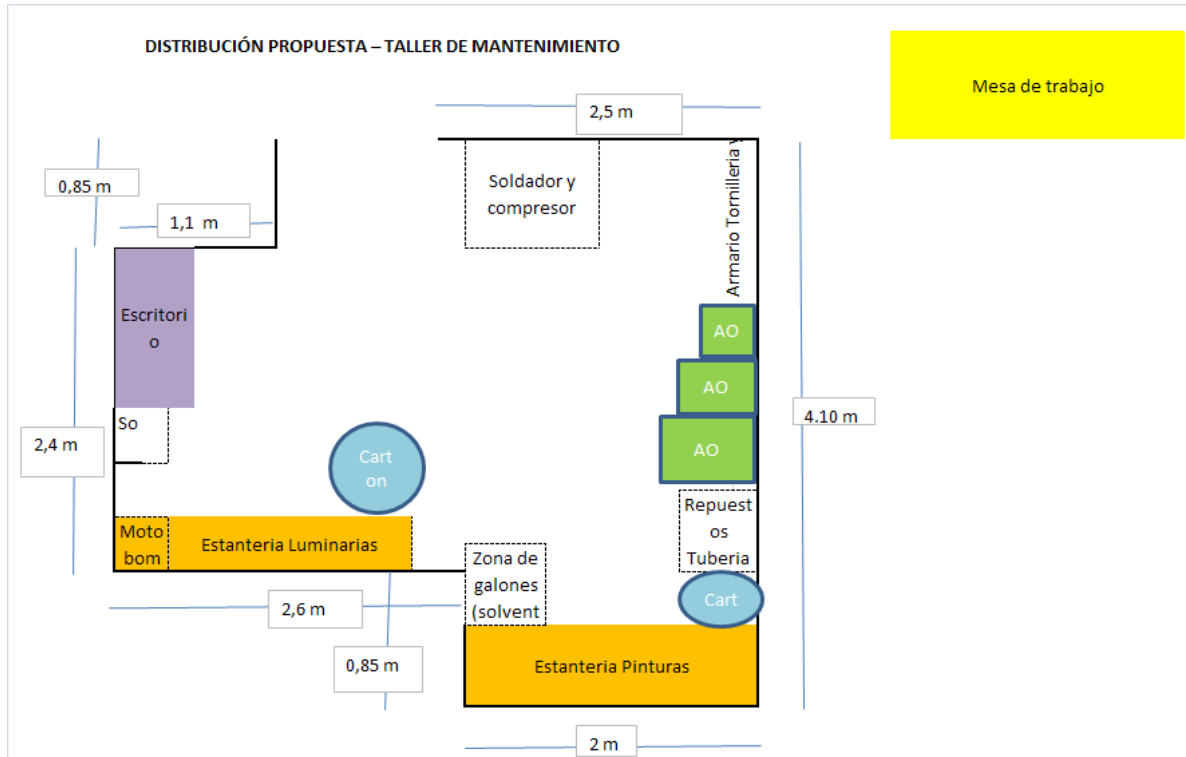 DISTRIBUCIÓN PROPUESTA – TALLER DE MANTENIMIENTO
Mesa de trabajo
2,5 m
0,85 m
1,1 m
Soldador y
compresor
Armario Tornilleria y
Escritori
o
AO
AO
AO
So
2,4 m
4.10 m
Cart
on
Repuest
os
Tuberia
Moto
bom
Estanteria Luminarias
Zona de
galones
(solvent
Cart
2,6 m
0,85 m
Estanteria Pinturas
2 m